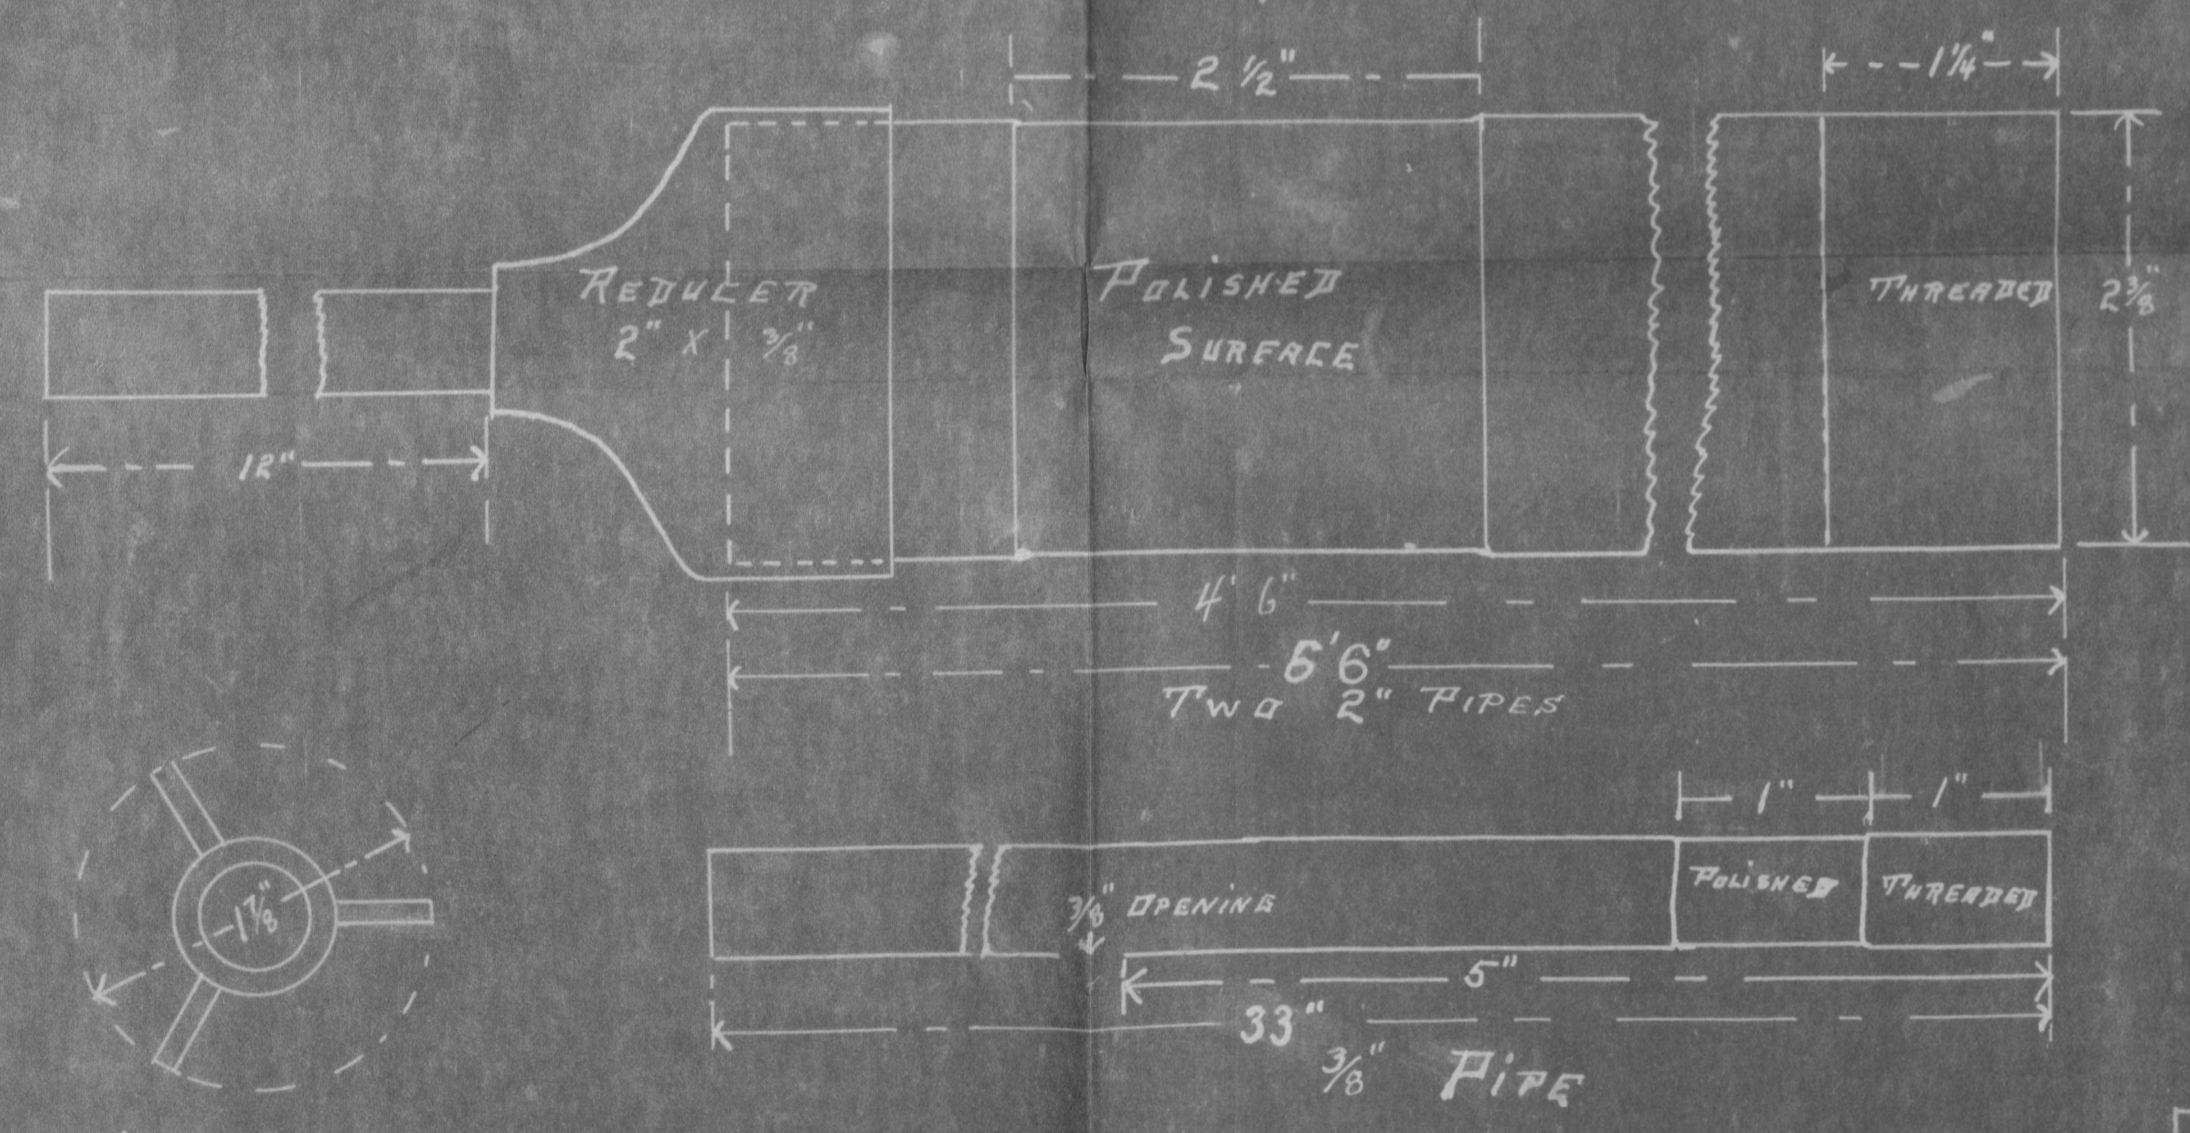 2 1/2"
1 1/4"
REDUCER
2" X 3/8"
POLISHED
SURFACE
THREADED
2 3/8"
12"
4' 6"
5'6"
TWO 2" PIPES
1 7/8"
1"
1"
3/8" OPENING
POLISHED
THREADED
5"
33"
3/8" PIPE